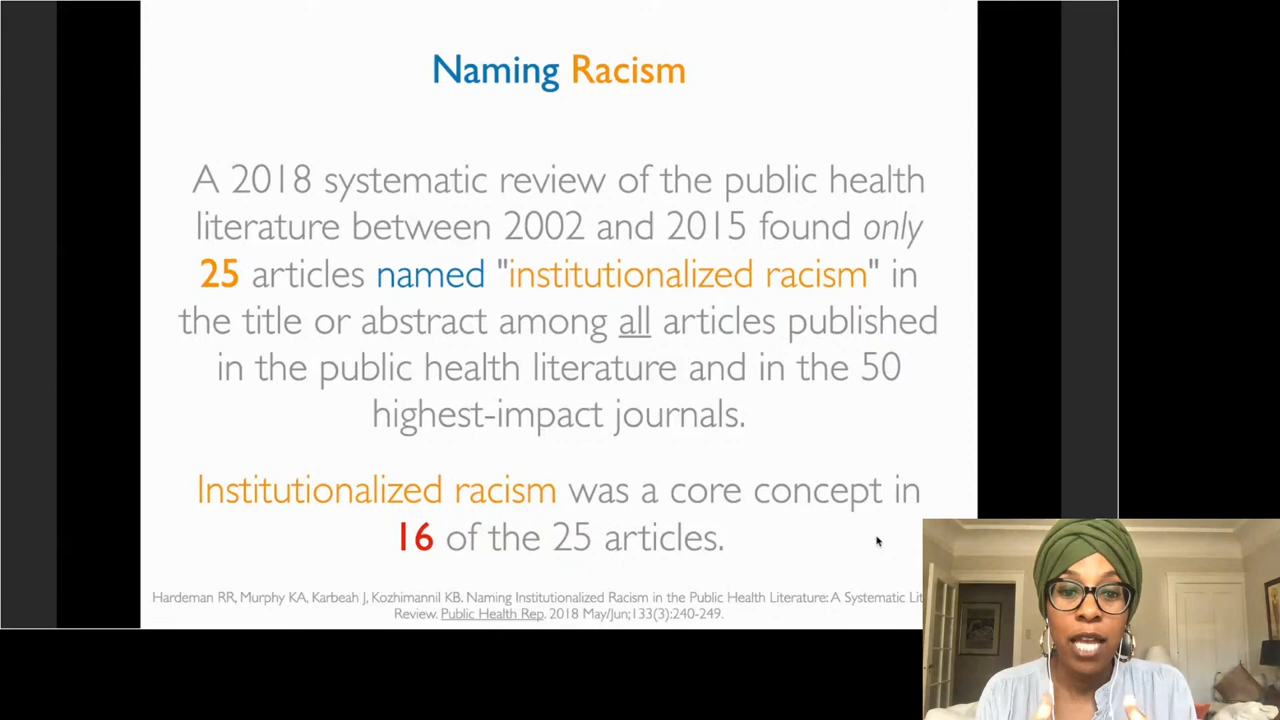 Naming Racism
A 2018 systematic review of the public health
literature between 2002 and 2015 found only
25 articles named "institutionalized racism" in
the title or abstract among all articles published
in the public health literature and in the 50
highest-impact journals.
Institutionalized racism was a core concept in
16 of the 25 articles.
Hardeman RR, Murphy KA, Karbeah J, Kozhimannil KB. Naming Institutionalized Racism in the Public Health Literature: A Systematic Lit
Review. Public Health Rep. 2018 May/Jun;133(3):240-249.